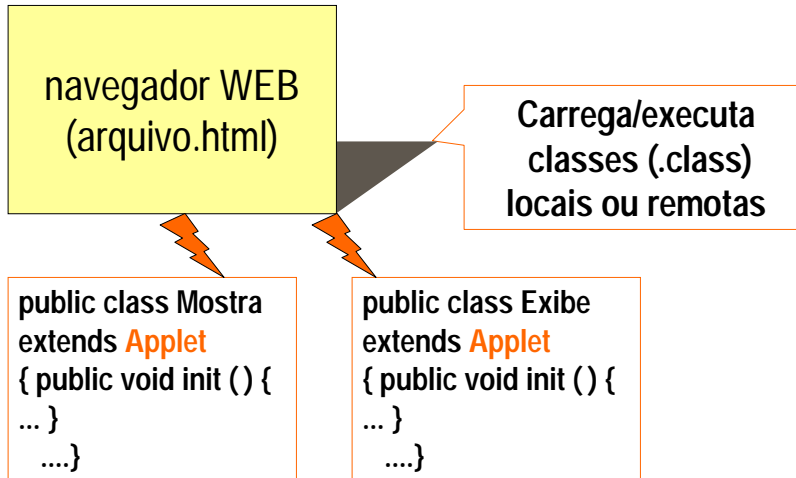 navegador WEB
(arquivo.html)
Carrega/executa
classes (.class)
locais ou remotas
public class Mostra
extends Applet
{ public void init ( ) {
... }
....}
public class Exibe
extends Applet
{ public void init ( ) {
... }
....}